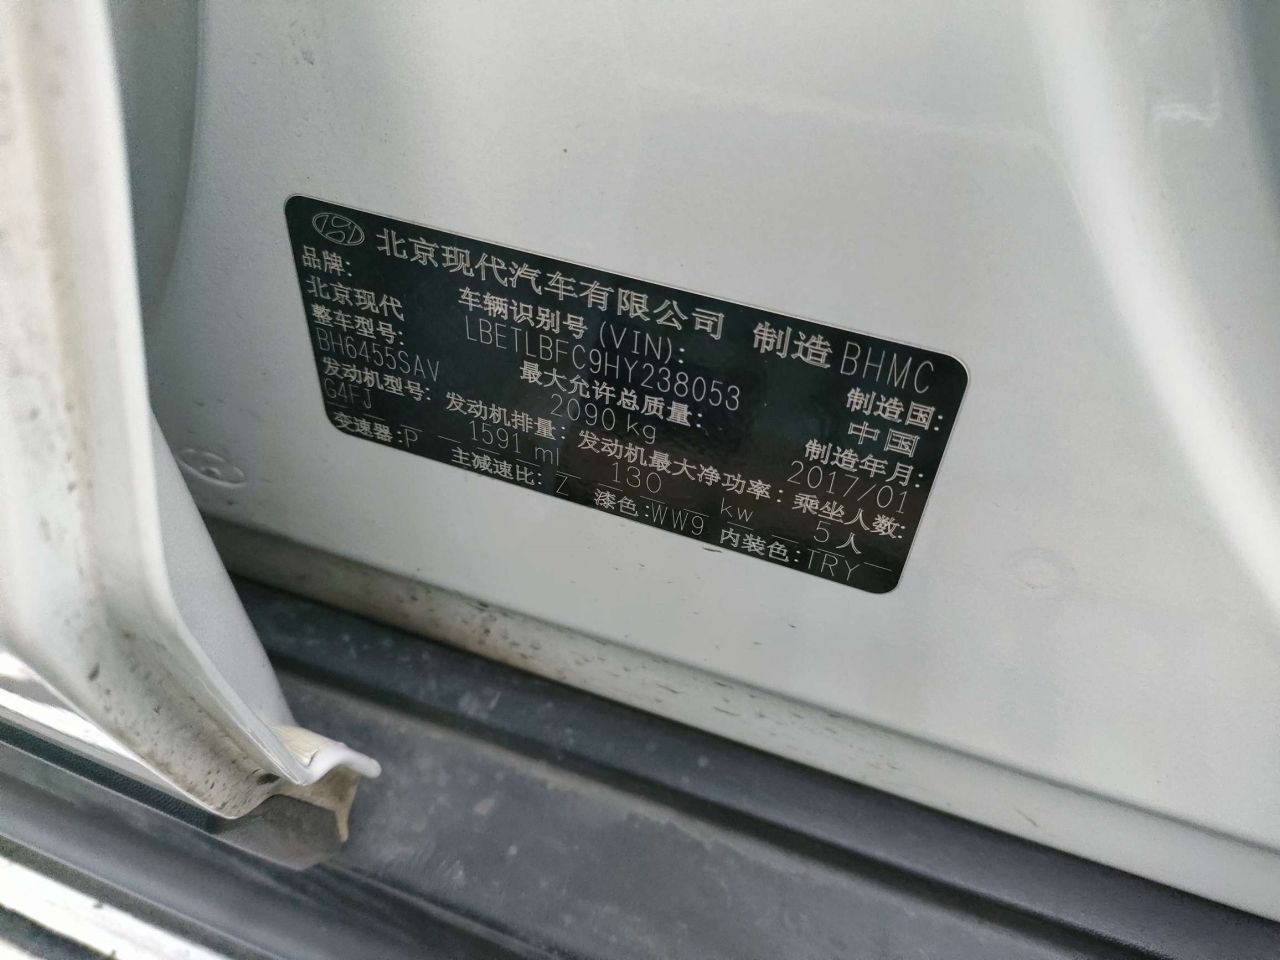 北京现代汽车有限公司 制造 BHMC
品牌: 车辆识别号(VIN): 制造国:
北京现代 LBETLBFC9HY238053 中国
整车型号: 最大允许总质量: 制造年月:
BH6455SAV 2090 kg 2017/01
发动机型号: 发动机排量: 发动机最大净功率: 乘坐人数:
G4FJ 1591 ml 130 kw 5人
变速器:P 主减速比:Z 漆色:WW9 内装色:TRY